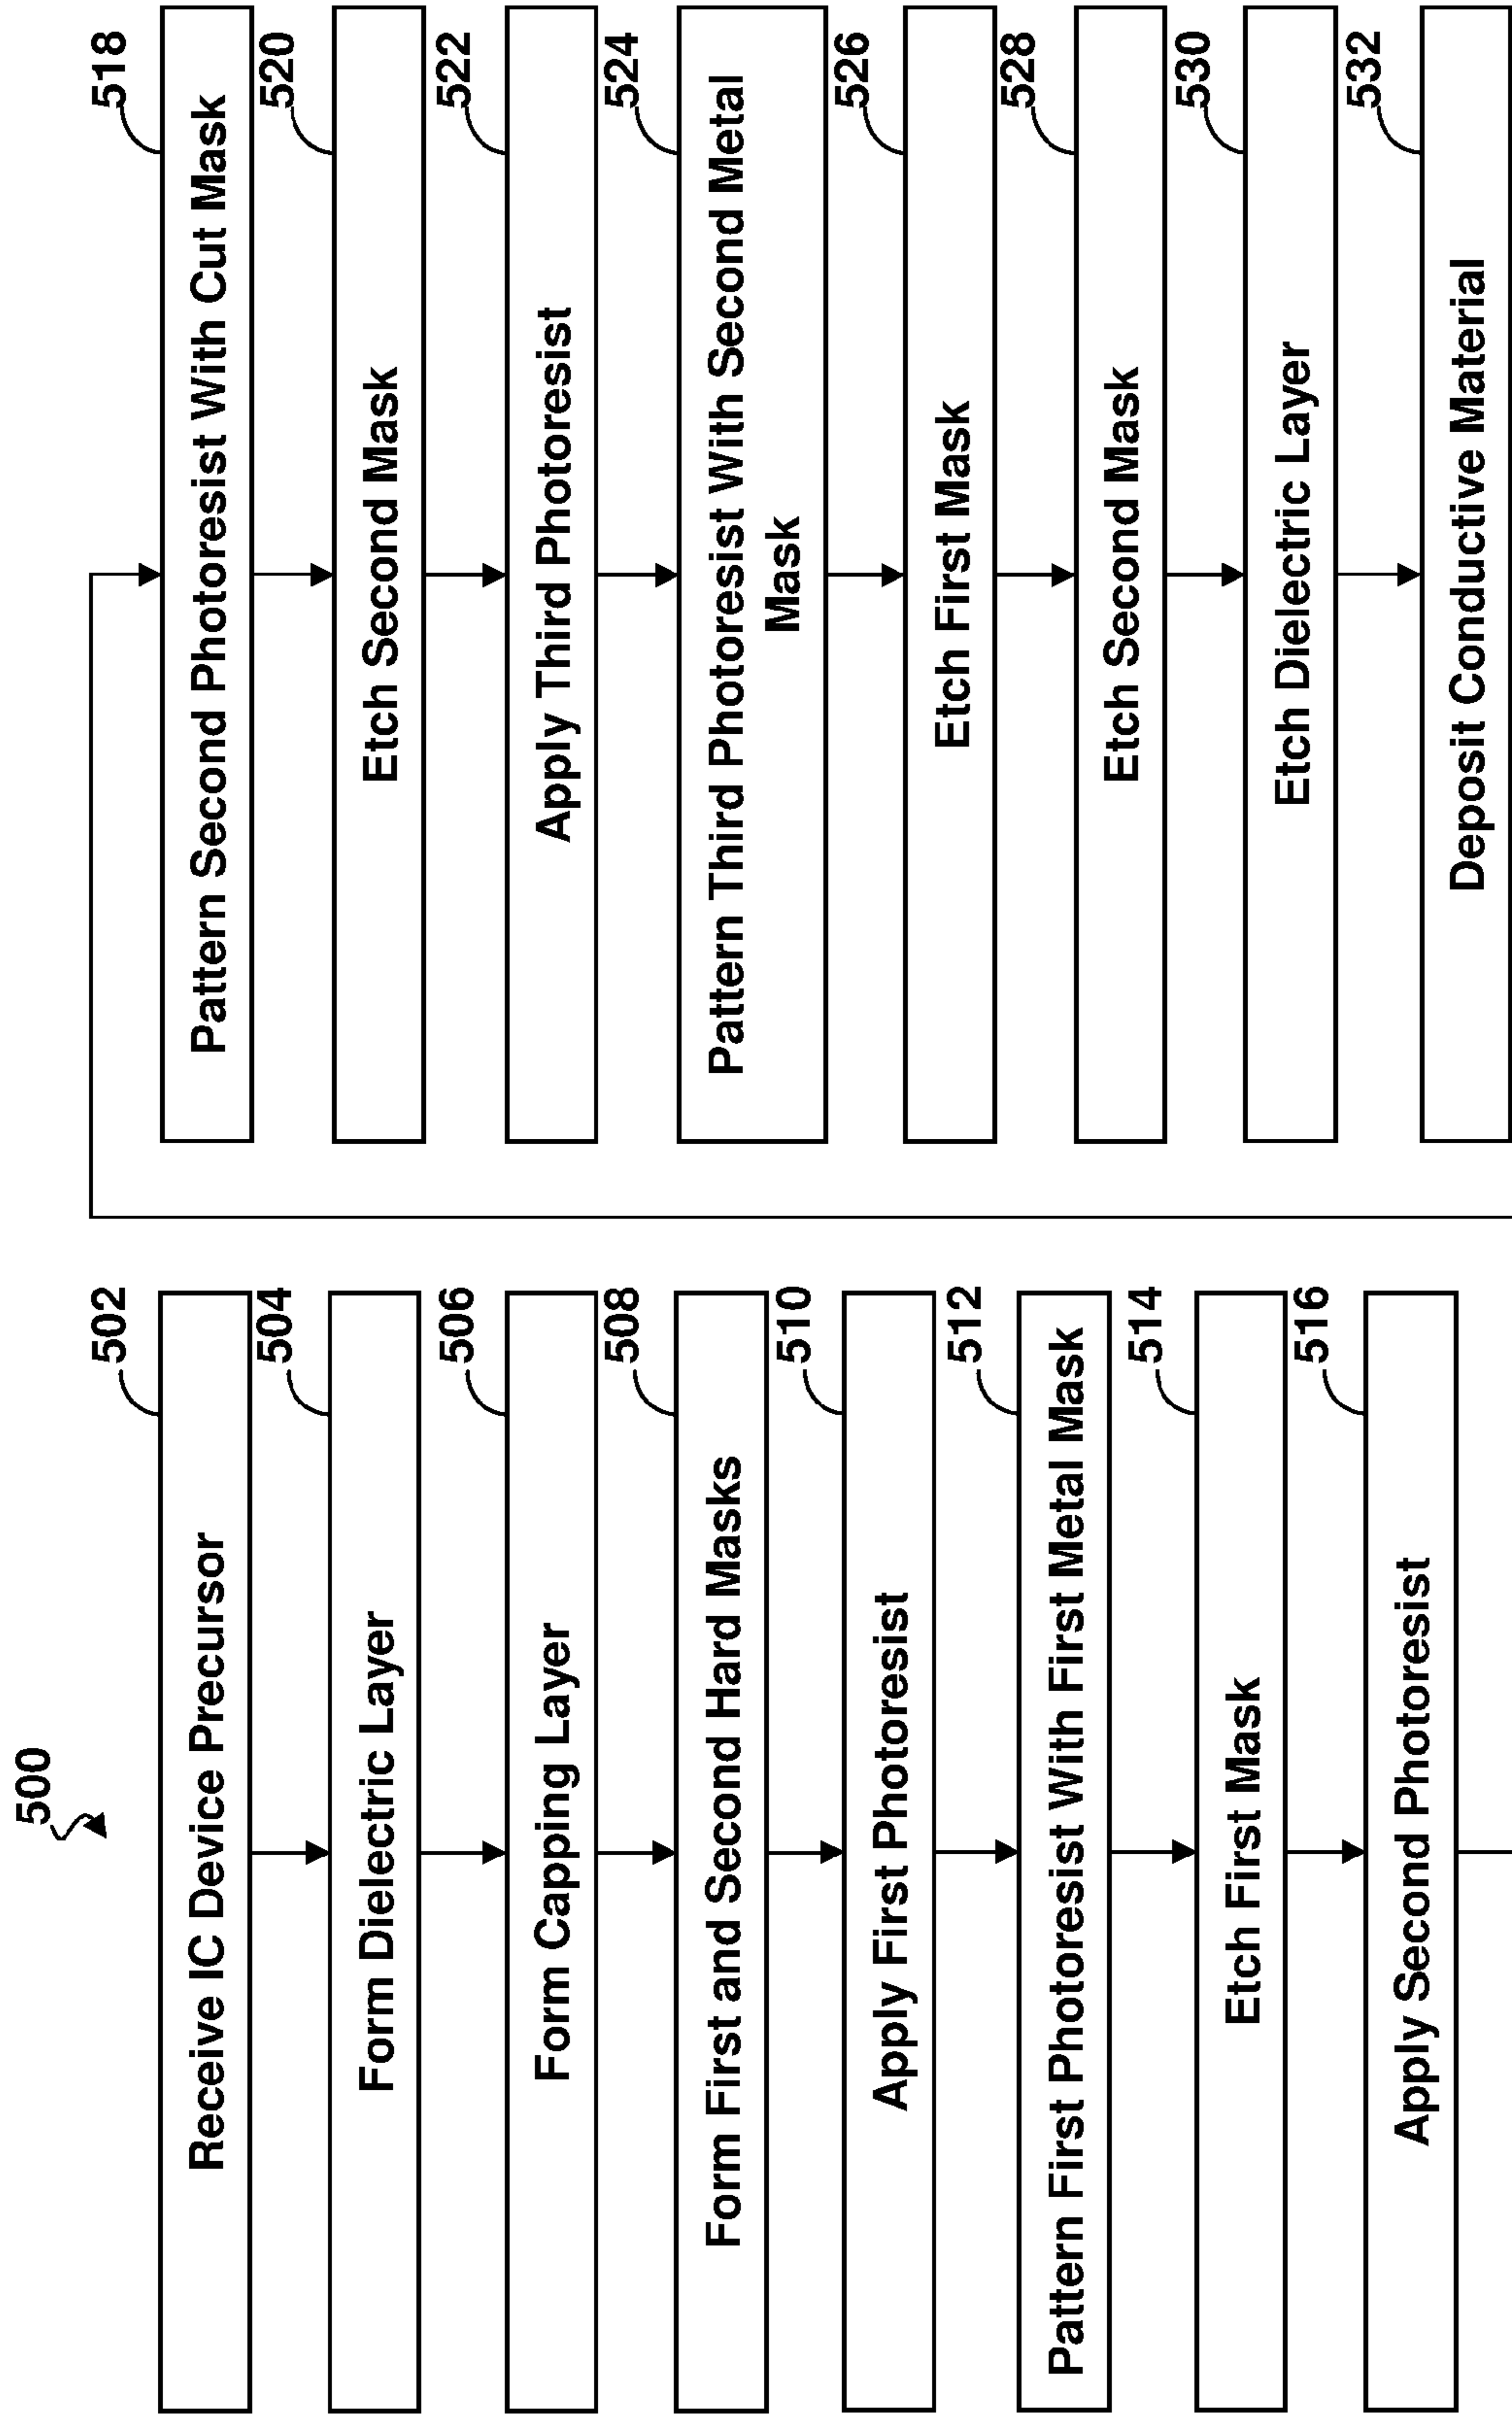 500
502
Receive IC Device Precursor
504
Form Dielectric Layer
506
Form Capping Layer
508
Form First and Second Hard Masks
510
Apply First Photoresist
512
Pattern First Photoresist With First Metal Mask
514
Etch First Mask
516
Apply Second Photoresist
518
Pattern Second Photoresist With Cut Mask
520
Etch Second Mask
522
Apply Third Photoresist
524
Pattern Third Photoresist With Second Metal
Mask
526
Etch First Mask
528
Etch Second Mask
530
Etch Dielectric Layer
532
Deposit Conductive Material